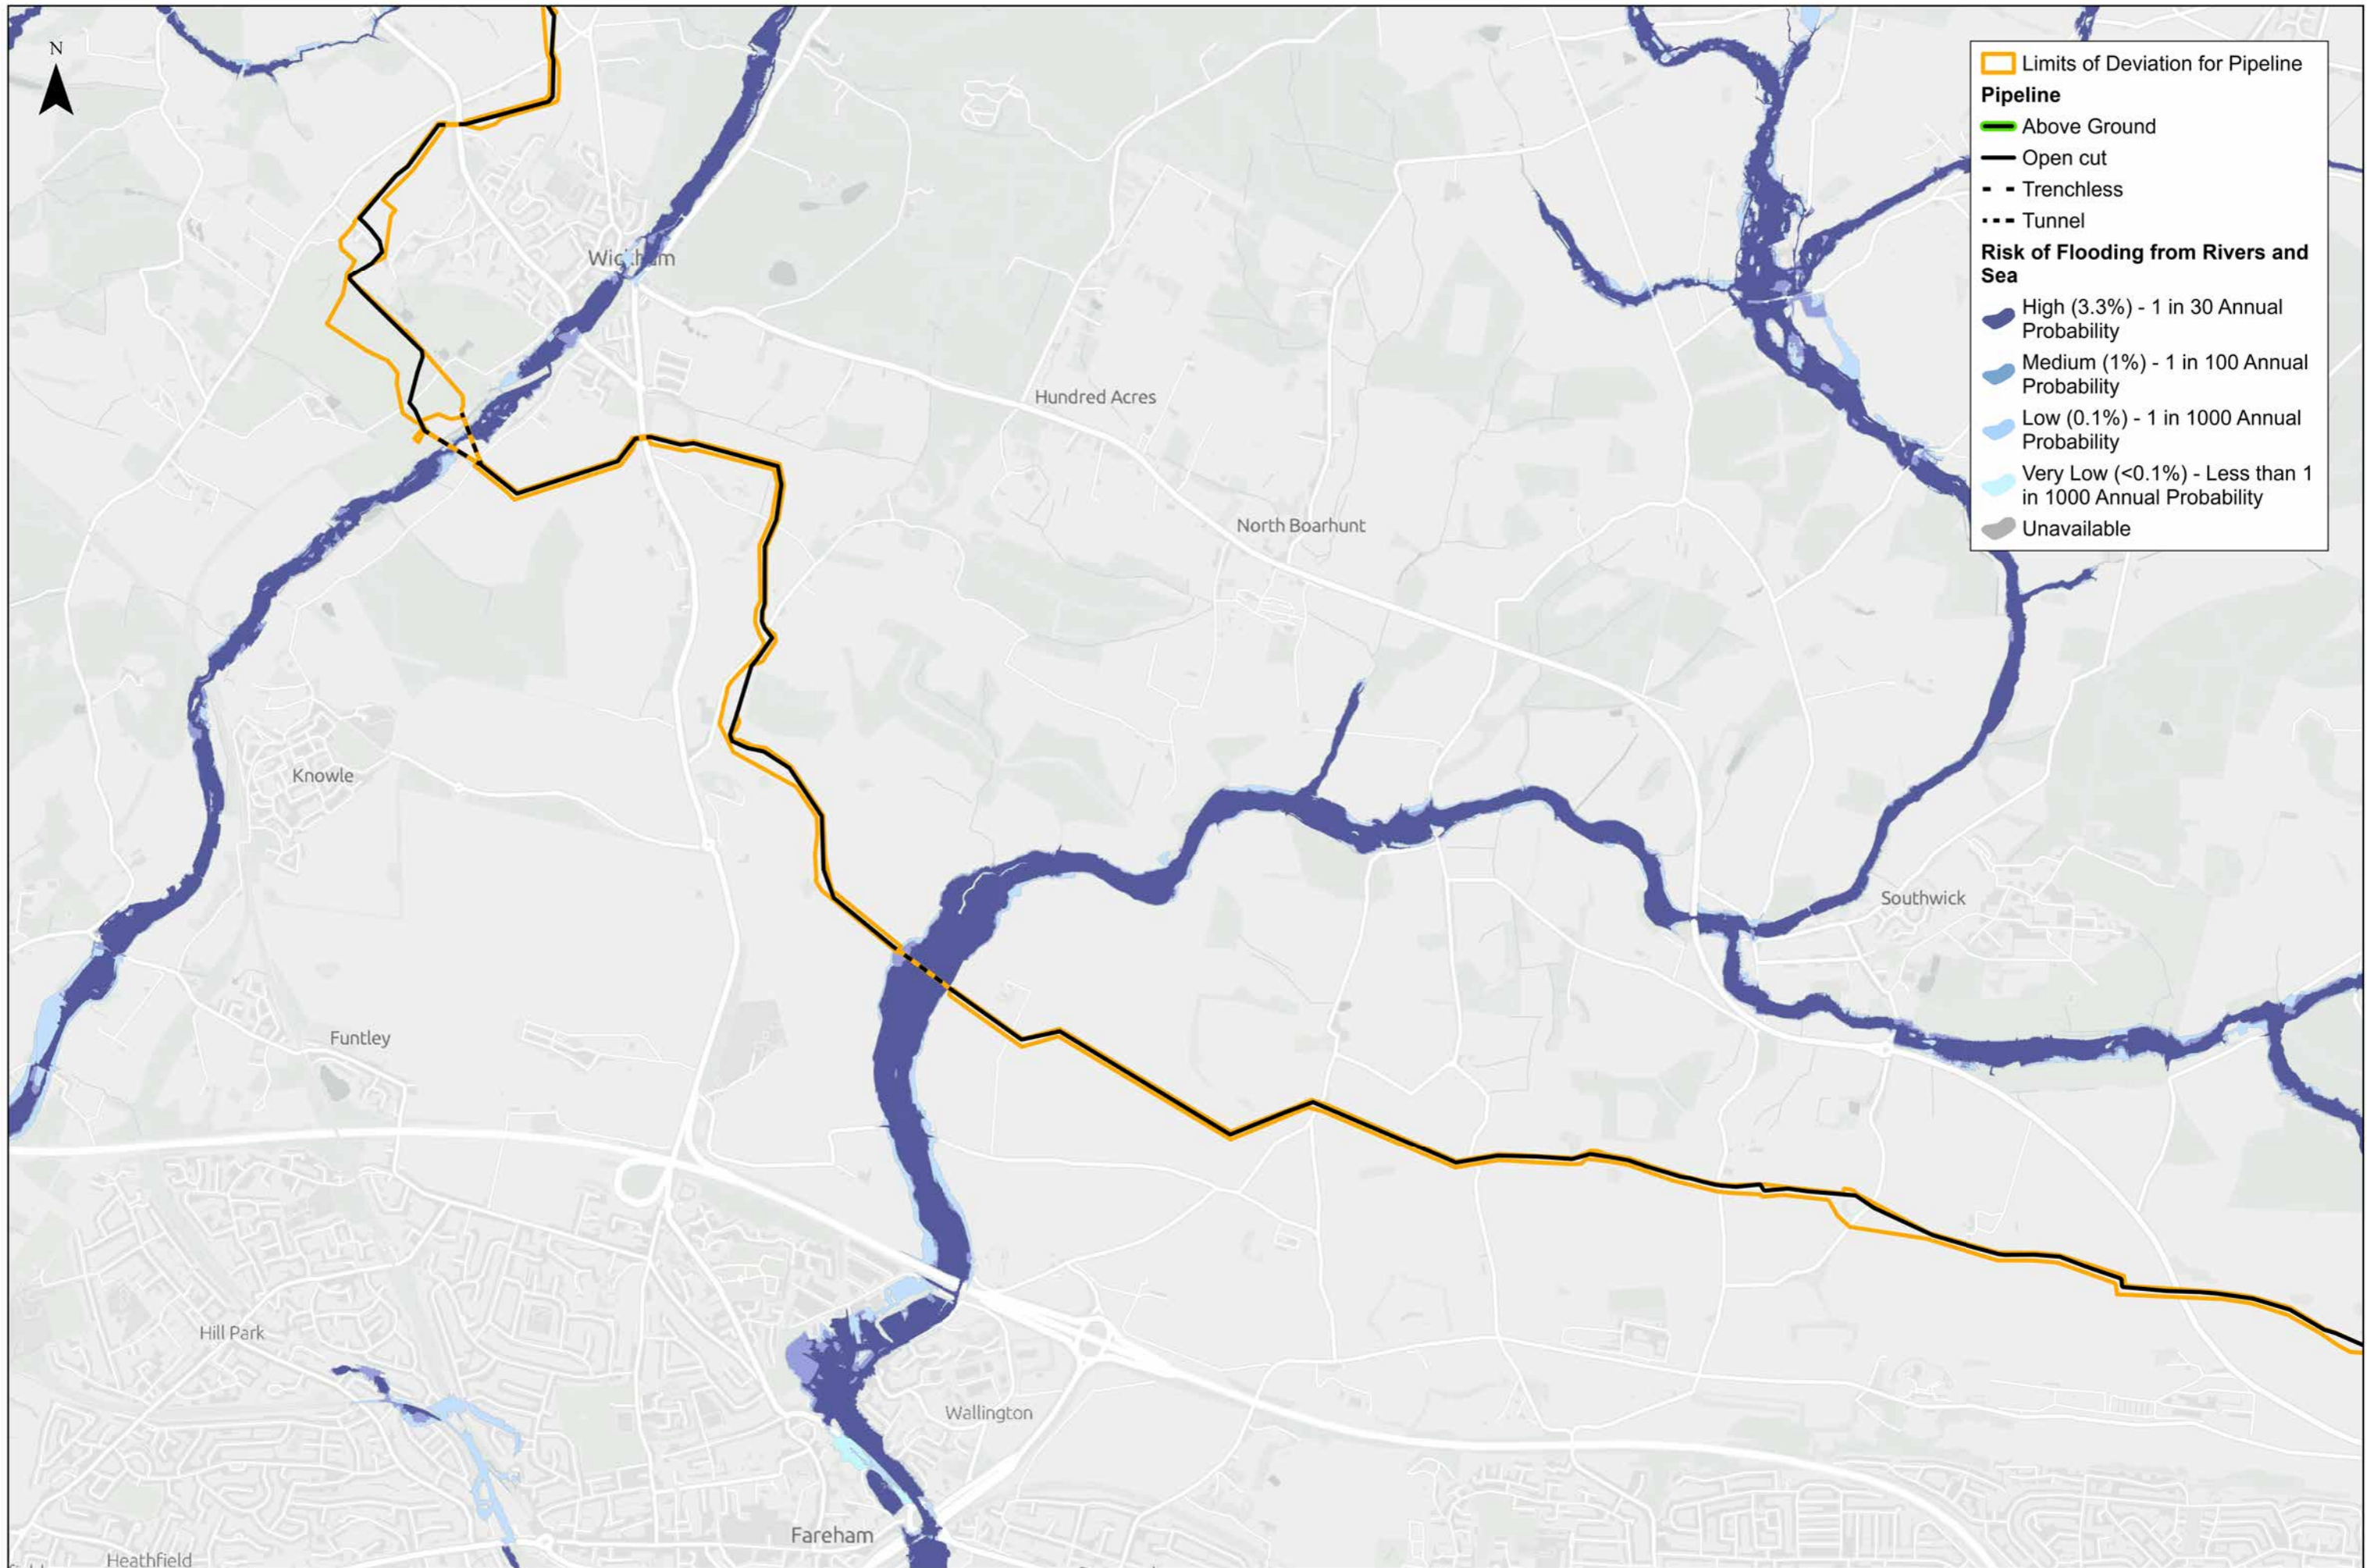 N
Limits of Deviation for Pipeline
Pipeline
Above Ground
Open cut
Trenchless
Tunnel
Risk of Flooding from Rivers and
Sea
High (3.3%) - 1 in 30 Annual
Probability
Medium (1%) - 1 in 100 Annual
Probability
Low (0.1%) - 1 in 1000 Annual
Probability
Very Low (<0.1%) - Less than 1
in 1000 Annual Probability
Unavailable
Wickham
Hundred Acres
North Boarhunt
Knowle
Southwick
Funtley
Hill Park
Wallington
Fareham
Heathfield